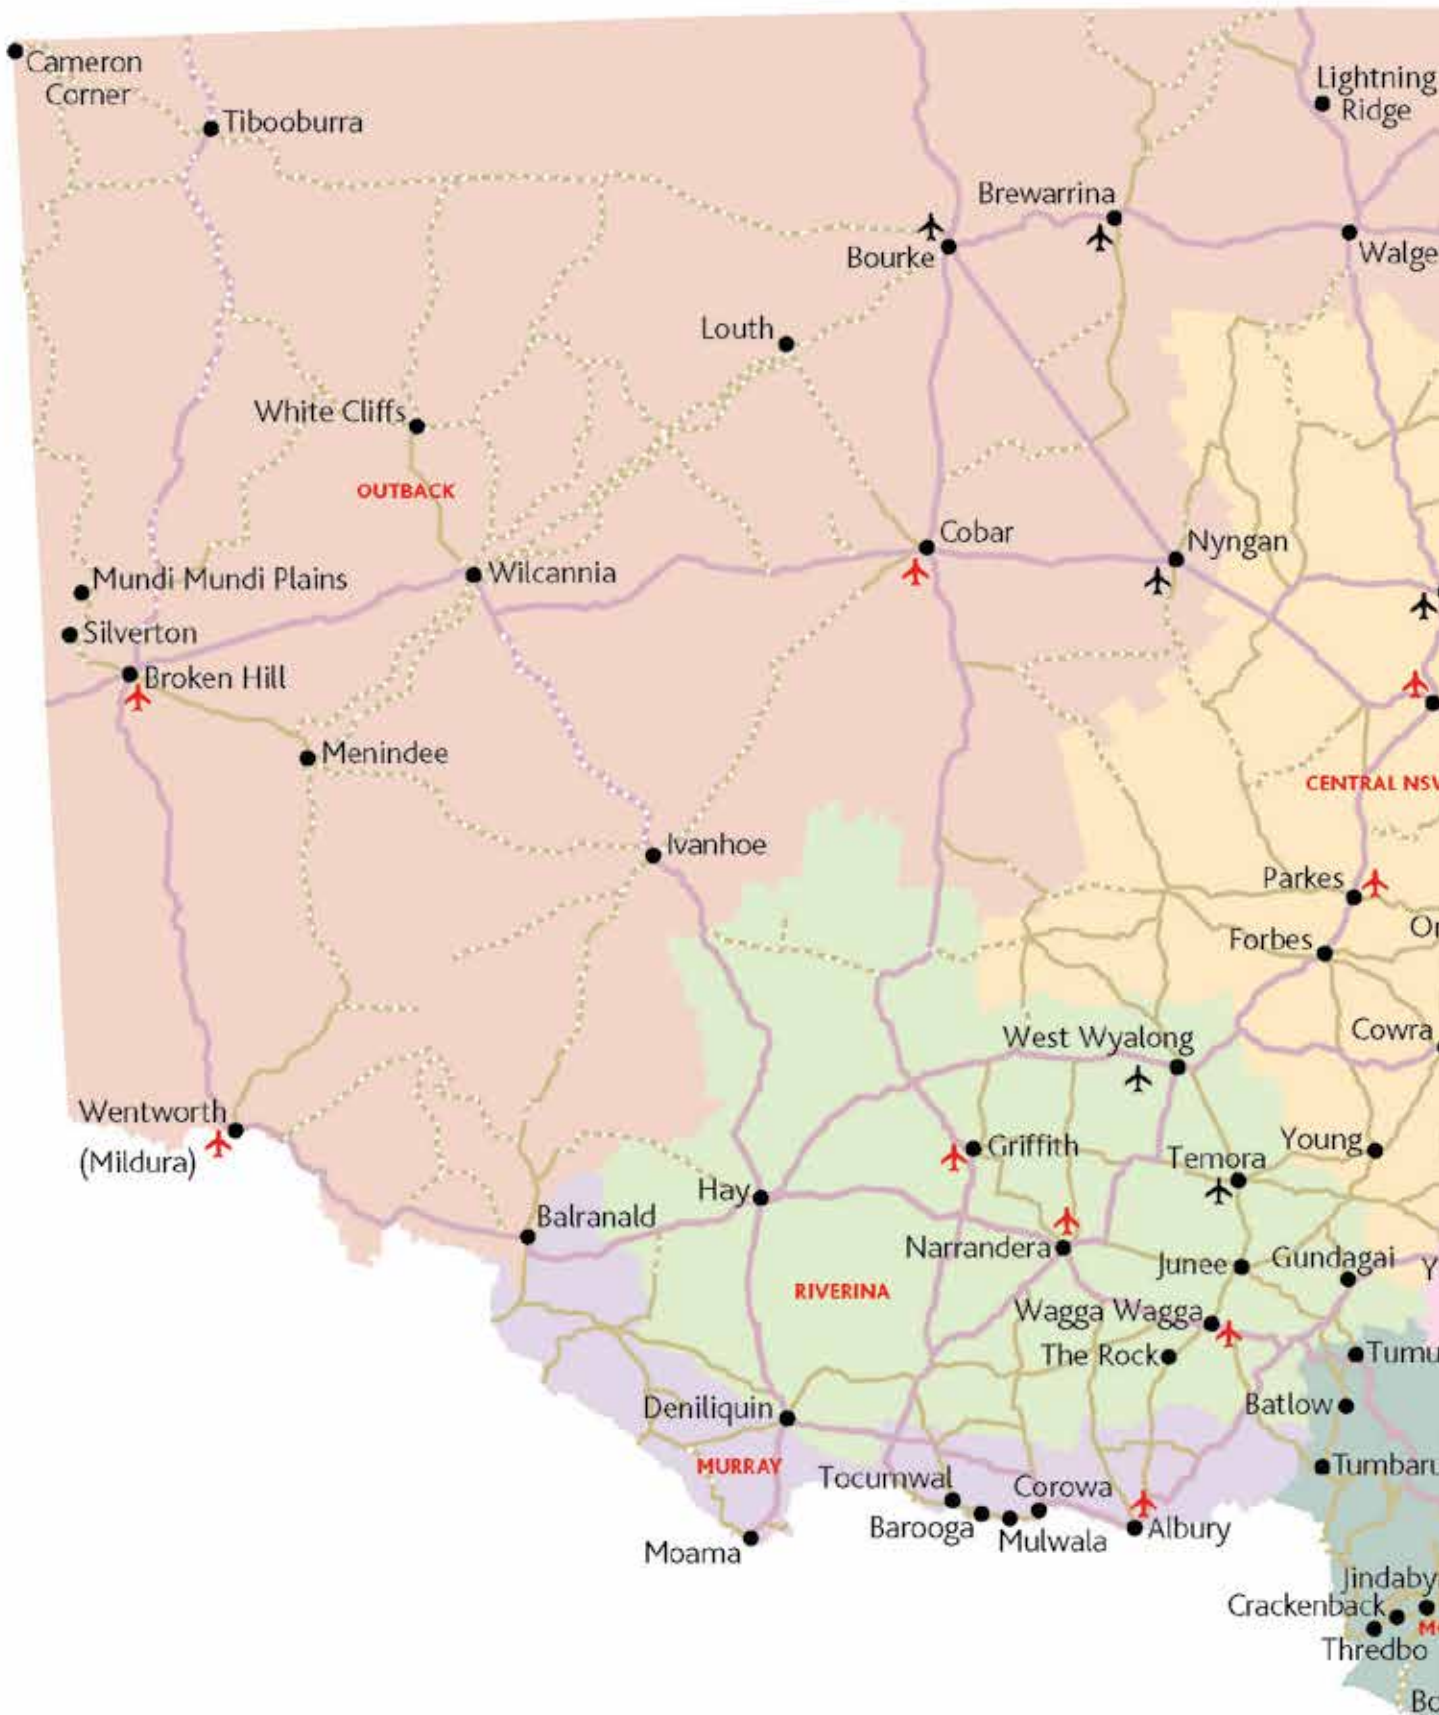 Cameron
Corner
Tibooburra
Lightning
Ridge
Brewarrina
Bourke
Walge
Louth
White Cliffs
OUTBACK
Cobar
Nyngan
Wilcannia
Mundi Mundi Plains
Silverton
Broken Hill
Menindee
CENTRAL NSW
Ivanhoe
Parkes
Forbes
Or
West Wyalong
Cowra
Wentworth
(Mildura)
Griffith
Young
Temora
Hay
Balranald
Narrandera
Junee
Gundagai
Y
RIVERINA
Wagga Wagga
The Rock
Tumu
Deniliquin
Batlow
MURRAY
Tocumwal
Corowa
Tumbaru
Barooga
Mulwala
Albury
Moama
Jindaby
Crackenback
Thredbo
Bo